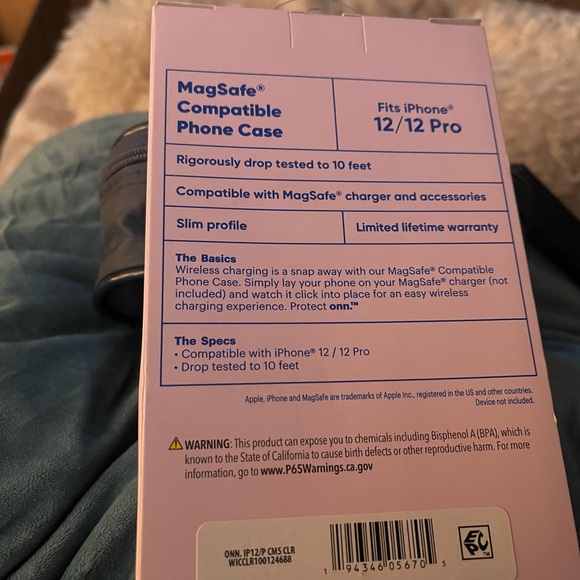 MagSafe®
Compatible
Phone Case
Fits iPhone®
12/12 Pro
Rigorously drop tested to 10 feet
Compatible with MagSafe® charger and accessories
Slim profile
Limited lifetime warranty
The Basics
Wireless charging is a snap away with our MagSafe® Compatible
Phone Case. Simply lay your phone on your MagSafe® charger (not
included) and watch it click into place for an easy wireless
charging experience. Protect onn.™
The Specs
• Compatible with iPhone® 12 / 12 Pro
• Drop tested to 10 feet
Apple, iPhone and MagSafe are trademarks of Apple Inc., registered in the US and other countries.
Device not included.
WARNING: This product can expose you to chemicals including Bisphenol A (BPA), which is
known to the State of California to cause birth defects or other reproductive harm. For more
information, go to www.P65Warnings.ca.gov
ONN. IP12/P CMS CLR
WICCLR100124688
1 94346 05670 5
EPC™